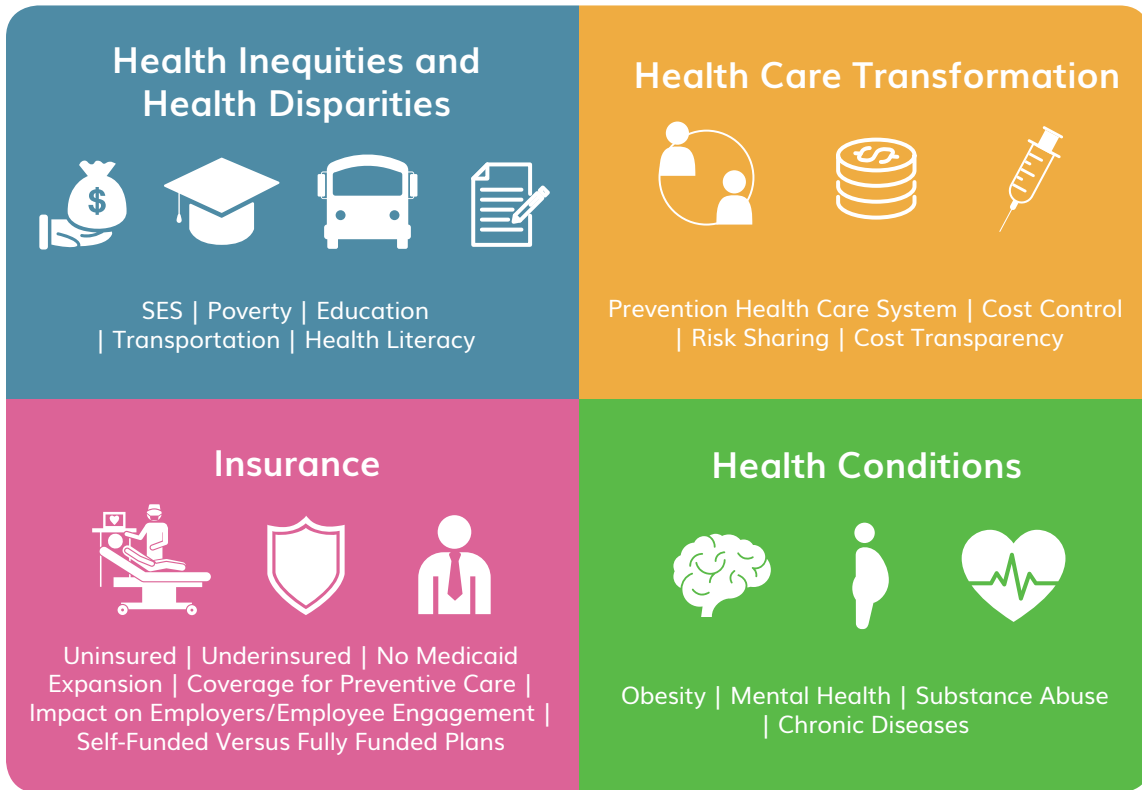 Health Inequities and
Health Disparities
$
SES | Poverty | Education
| Transportation | Health Literacy
Health Care Transformation
$
Prevention Health Care System | Cost Control
| Risk Sharing | Cost Transparency
Insurance
Uninsured | Underinsured | No Medicaid
Expansion | Coverage for Preventive Care |
Impact on Employers/Employee Engagement |
Self-Funded Versus Fully Funded Plans
Health Conditions
Obesity | Mental Health | Substance Abuse
| Chronic Diseases